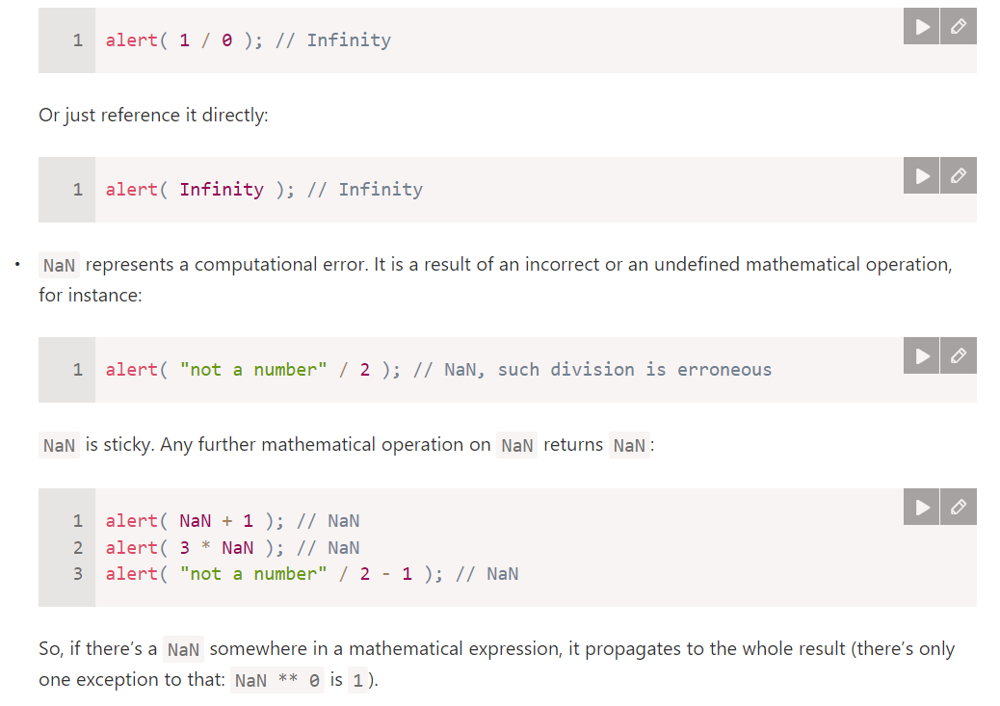 1 alert( 1 / 0 ); // Infinity
Or just reference it directly:
1 alert( Infinity ); // Infinity
• NaN represents a computational error. It is a result of an incorrect or an undefined mathematical operation,
for instance:
1 alert( "not a number" / 2 ); // NaN, such division is erroneous
NaN is sticky. Any further mathematical operation on NaN returns NaN:
1 alert( NaN + 1 ); // NaN
2 alert( 3 * NaN ); // NaN
3 alert( "not a number" / 2 - 1 ); // NaN
So, if there’s a NaN somewhere in a mathematical expression, it propagates to the whole result (there’s only
one exception to that: NaN ** 0 is 1).